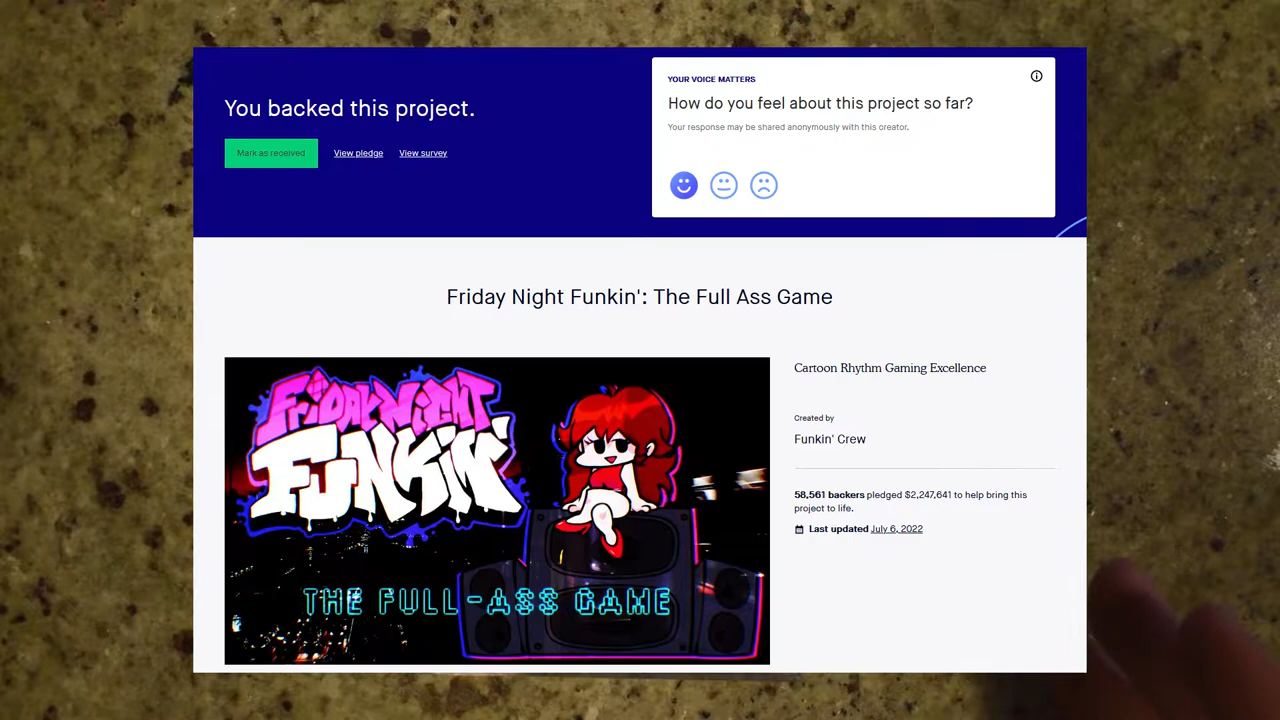 You backed this project.
Mark as received
View pledge
View survey
YOUR VOICE MATTERS
How do you feel about this project so far?
Your response may be shared anonymously with this creator.
Friday Night Funkin': The Full Ass Game
FRIDAY NIGHT
FUNKIN'
THE FULL-ASS GAME
Cartoon Rhythm Gaming Excellence
Created by
Funkin' Crew
58,561 backers pledged $2,247,641 to help bring this
project to life.
Last updated July 6, 2022